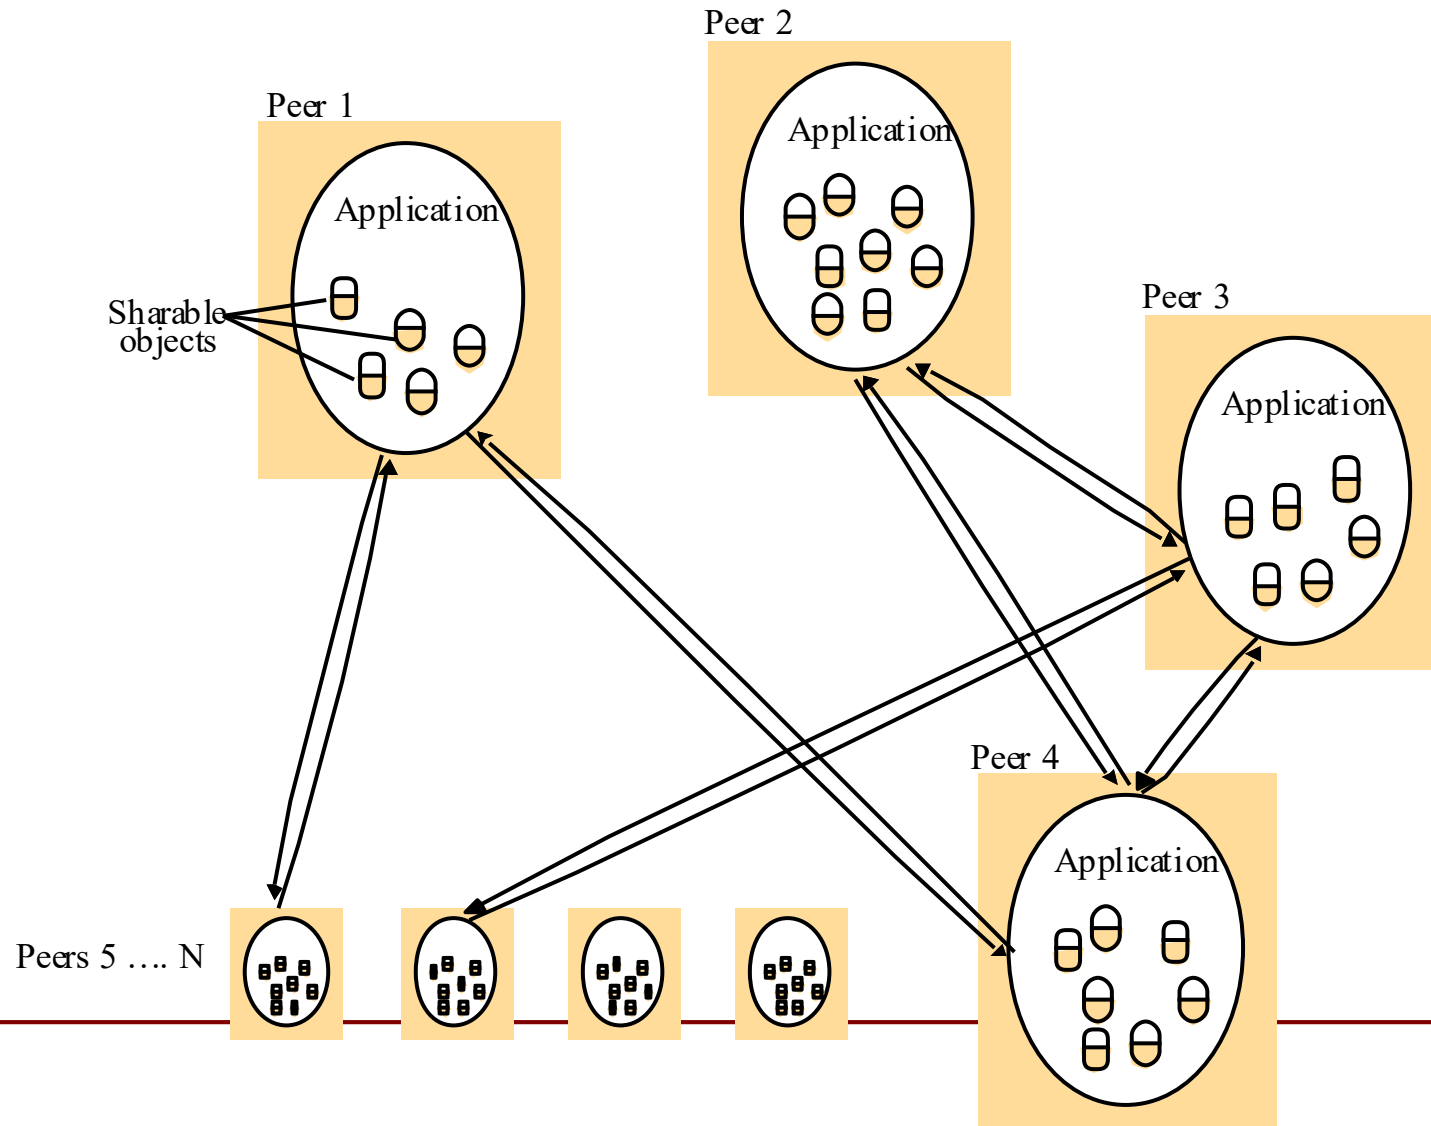 Peer 2
Peer 1
Application
Application
Peer 3
Sharable
objects
Application
Peer 4
Application
Peers 5 .... N